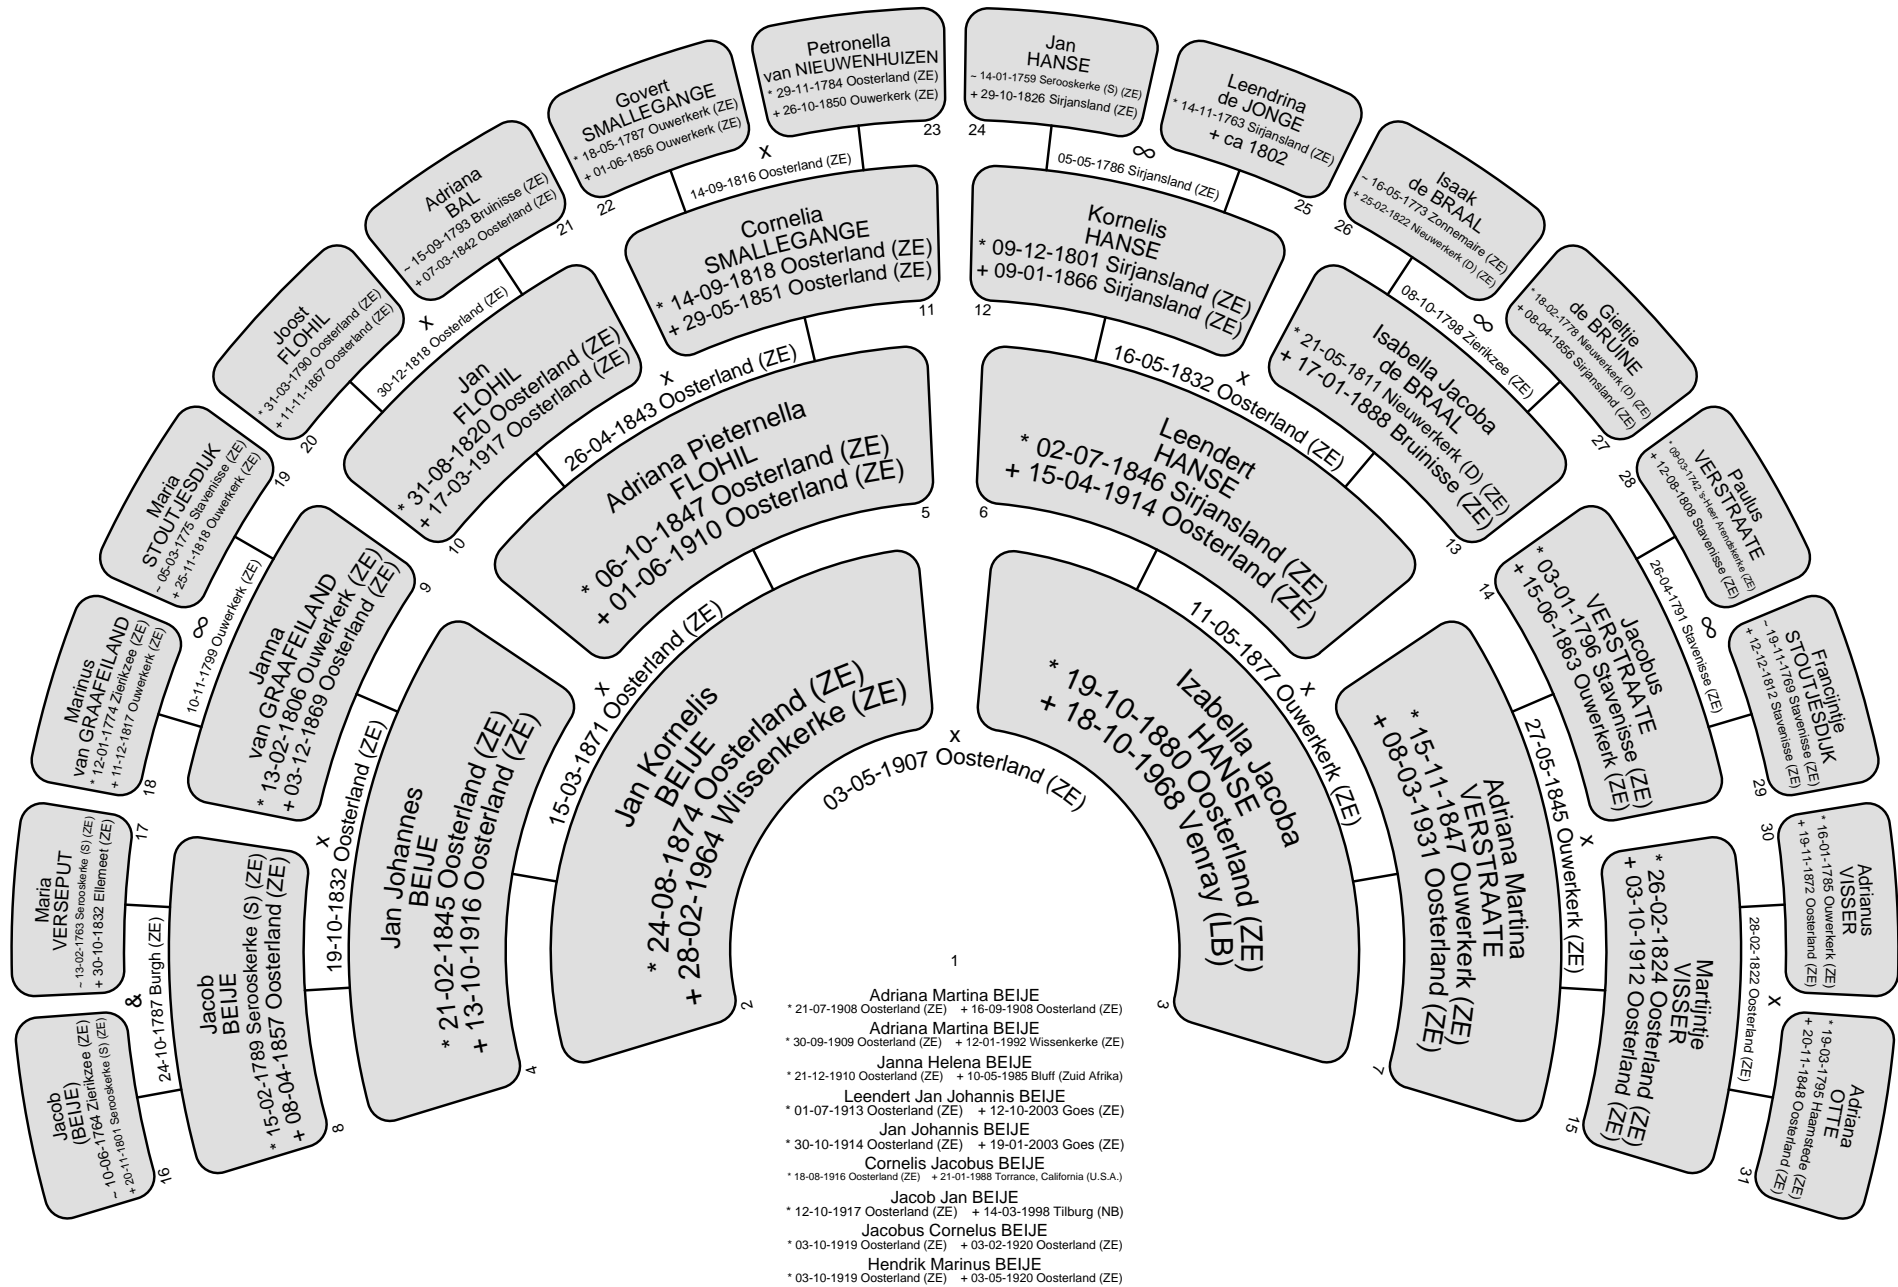 Petronella
van NIEUWENHUIZEN
* 29-11-1784 Oosterland (ZE)
+ 26-10-1850 Ouwerkerk (ZE)
23
Jan
HANSE
~ 14-01-1759 Serooskerke (S) (ZE)
+ 29-10-1826 Sirjansland (ZE)
24
Govert
SMALLEGANGE
* 18-05-1787 Ouwerkerk (ZE)
+ 01-06-1856 Ouwerkerk (ZE)
22
x
14-09-1816 Oosterland (ZE)
Leendrina
de JONGE
* 14-11-1763 Sirjansland (ZE)
+ ca 1802
25
∞
05-05-1786 Sirjansland (ZE)
Adriana
BAL
~ 15-09-1793 Bruinisse (ZE)
+ 07-03-1842 Oosterland (ZE)
21
Isaak
de BRAAL
~ 16-05-1773 Zonnemaire (ZE)
+ 25-02-1822 Nieuwerkerk (D) (ZE)
26
Joost
FLOHIL
* 31-03-1790 Oosterland (ZE)
+ 11-11-1867 Oosterland (ZE)
20
x
30-12-1818 Oosterland (ZE)
Gieltje
de BRUINE
* 18-02-1778 Nieuwerkerk (D) (ZE)
+ 08-04-1856 Sirjansland (ZE)
27
∞
08-10-1798 Zierikzee (ZE)
Maria
STOUTJESDIJK
~ 05-03-1775 Stavenisse (ZE)
+ 25-11-1818 Ouwerkerk (ZE)
19
Paulus
VERSTRAATE
* 09-03-1742 's-Heer Arendskerke (ZE)
+ 12-08-1808 Stavenisse (ZE)
28
Marinus
van GRAAFEILAND
* 12-01-1774 Zierikzee (ZE)
+ 11-12-1817 Ouwerkerk (ZE)
18
∞
10-11-1799 Ouwerkerk (ZE)
Francijntje
STOUTJESDIJK
~ 19-11-1769 Stavenisse (ZE)
+ 12-12-1812 Stavenisse (ZE)
29
∞
26-04-1791 Stavenisse (ZE)
Maria
VERSEPUT
~ 13-02-1763 Serooskerke (S) (ZE)
+ 30-10-1832 Ellemeet (ZE)
17
Adrianus
VISSER
* 16-01-1785 Ouwerkerk (ZE)
+ 19-11-1872 Oosterland (ZE)
30
Jacob
(BEIJE)
~ 10-06-1764 Zierikzee (ZE)
+ 20-11-1801 Serooskerke (S) (ZE)
16
&
24-10-1787 Burgh (ZE)
Adriana
OTTE
* 19-03-1795 Haamstede (ZE)
+ 20-11-1848 Oosterland (ZE)
31
x
28-02-1822 Oosterland (ZE)
Cornelia
SMALLEGANGE
* 14-09-1818 Oosterland (ZE)
+ 29-05-1851 Oosterland (ZE)
11
Kornelis
HANSE
* 09-12-1801 Sirjansland (ZE)
+ 09-01-1866 Sirjansland (ZE)
12
Jan
FLOHIL
* 31-08-1820 Oosterland (ZE)
+ 17-03-1917 Oosterland (ZE)
10
x
26-04-1843 Oosterland (ZE)
Isabella Jacoba
de BRAAL
* 21-05-1811 Nieuwerkerk (D) (ZE)
+ 17-01-1888 Bruinisse (ZE)
13
x
16-05-1832 Oosterland (ZE)
Janna
van GRAAFEILAND
* 13-02-1806 Ouwerkerk (ZE)
+ 03-12-1869 Oosterland (ZE)
9
Jacobus
VERSTRAATE
* 03-01-1796 Stavenisse (ZE)
+ 15-06-1863 Ouwerkerk (ZE)
14
Jacob
BEIJE
* 15-02-1789 Serooskerke (S) (ZE)
+ 08-04-1857 Oosterland (ZE)
8
x
19-10-1832 Oosterland (ZE)
Martijntje
VISSER
* 26-02-1824 Oosterland (ZE)
+ 03-10-1912 Oosterland (ZE)
15
x
27-05-1845 Ouwerkerk (ZE)
Adriana Pieternella
FLOHIL
* 06-10-1847 Oosterland (ZE)
+ 01-06-1910 Oosterland (ZE)
5
Leendert
HANSE
* 02-07-1846 Sirjansland (ZE)
+ 15-04-1914 Oosterland (ZE)
6
Jan Johannes
BEIJE
* 21-02-1845 Oosterland (ZE)
+ 13-10-1916 Oosterland (ZE)
4
x
15-03-1871 Oosterland (ZE)
Adriana Martina
VERSTRAATE
* 15-11-1847 Ouwerkerk (ZE)
+ 08-03-1931 Oosterland (ZE)
7
x
11-05-1877 Ouwerkerk (ZE)
Jan Kornelis
BEIJE
* 24-08-1874 Oosterland (ZE)
+ 28-02-1964 Wissenkerke (ZE)
2
Izabella Jacoba
HANSE
* 19-10-1880 Oosterland (ZE)
+ 18-10-1968 Venray (LB)
3
x
03-05-1907 Oosterland (ZE)
1
Adriana Martina BEIJE
* 21-07-1908 Oosterland (ZE) + 16-09-1908 Oosterland (ZE)
Adriana Martina BEIJE
* 30-09-1909 Oosterland (ZE) + 12-01-1992 Wissenkerke (ZE)
Janna Helena BEIJE
* 21-12-1910 Oosterland (ZE) + 10-05-1985 Bluff (Zuid Afrika)
Leendert Jan Johannis BEIJE
* 01-07-1913 Oosterland (ZE) + 12-10-2003 Goes (ZE)
Jan Johannis BEIJE
* 30-10-1914 Oosterland (ZE) + 19-01-2003 Goes (ZE)
Cornelis Jacobus BEIJE
* 18-08-1916 Oosterland (ZE) + 21-01-1988 Torrance, California (U.S.A.)
Jacob Jan BEIJE
* 12-10-1917 Oosterland (ZE) + 14-03-1998 Tilburg (NB)
Jacobus Cornelus BEIJE
* 03-10-1919 Oosterland (ZE) + 03-02-1920 Oosterland (ZE)
Hendrik Marinus BEIJE
* 03-10-1919 Oosterland (ZE) + 03-05-1920 Oosterland (ZE)